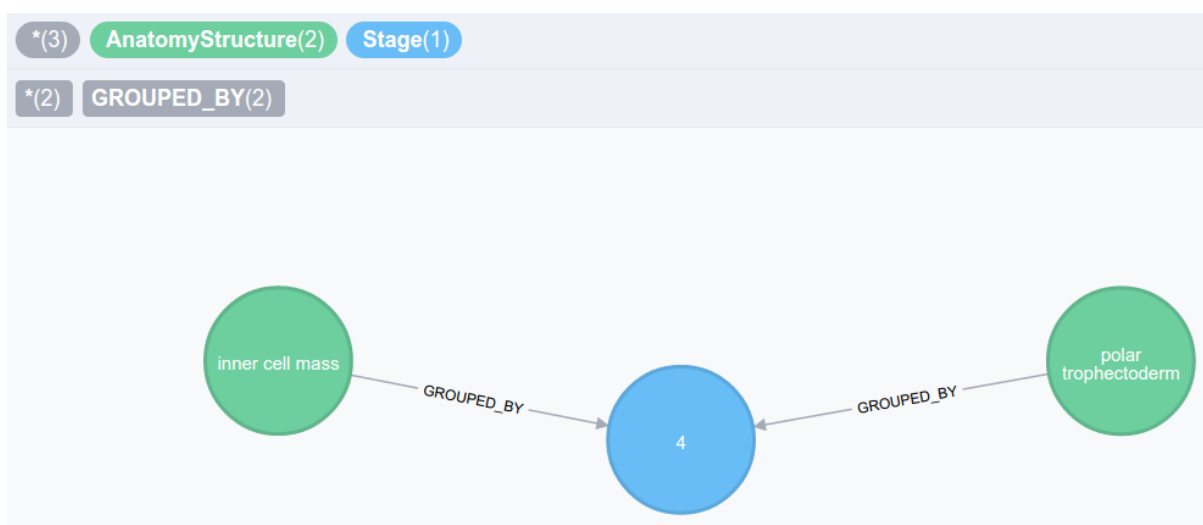 *(3) AnatomyStructure(2) Stage(1)
*(2) GROUPED_BY(2)
inner cell mass
GROUPED_BY
4
GROUPED_BY
polar
trophectoderm